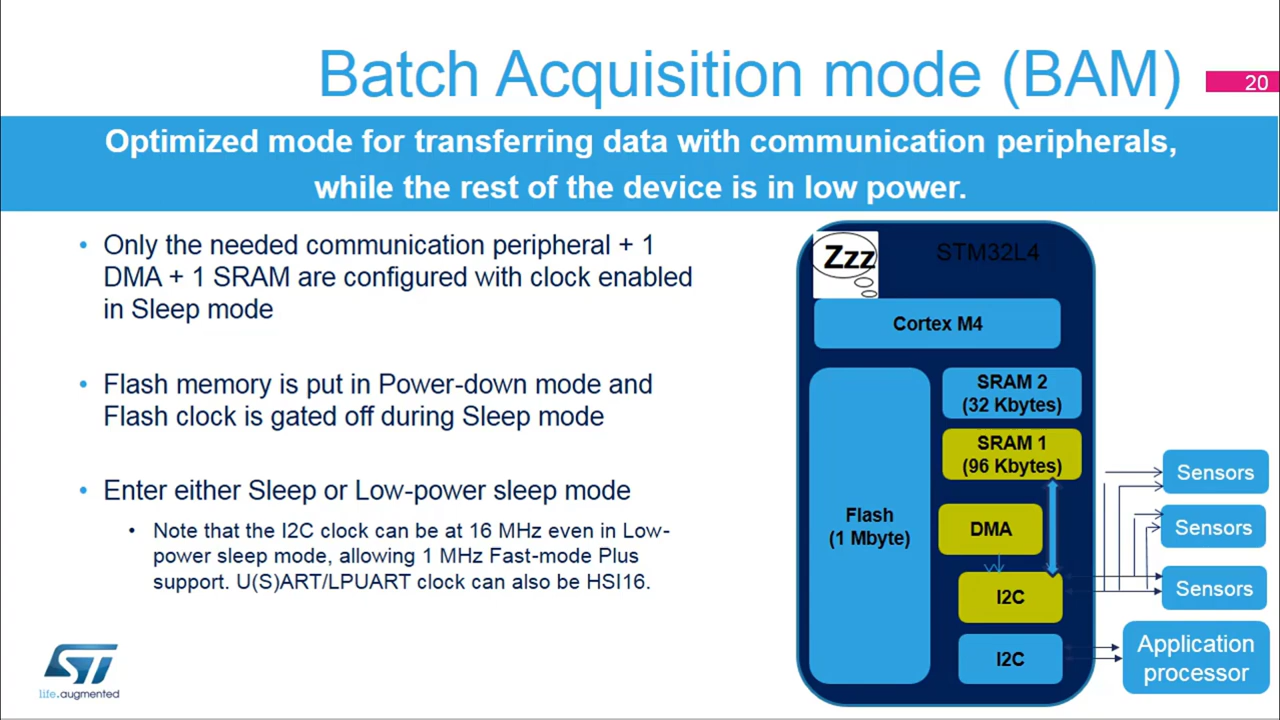 Batch Acquisition mode (BAM)
20
Optimized mode for transferring data with communication peripherals,
while the rest of the device is in low power.
• Only the needed communication peripheral + 1
DMA + 1 SRAM are configured with clock enabled
in Sleep mode
• Flash memory is put in Power-down mode and
Flash clock is gated off during Sleep mode
• Enter either Sleep or Low-power sleep mode
• Note that the I2C clock can be at 16 MHz even in Low-
power sleep mode, allowing 1 MHz Fast-mode Plus
support. U(S)ART/LPUART clock can also be HSI16.
Zzz
STM32L4
Cortex M4
Flash
(1 Mbyte)
SRAM 2
(32 Kbytes)
SRAM 1
(96 Kbytes)
DMA
I2C
I2C
Sensors
Sensors
Sensors
Application
processor
ST
life.augmented